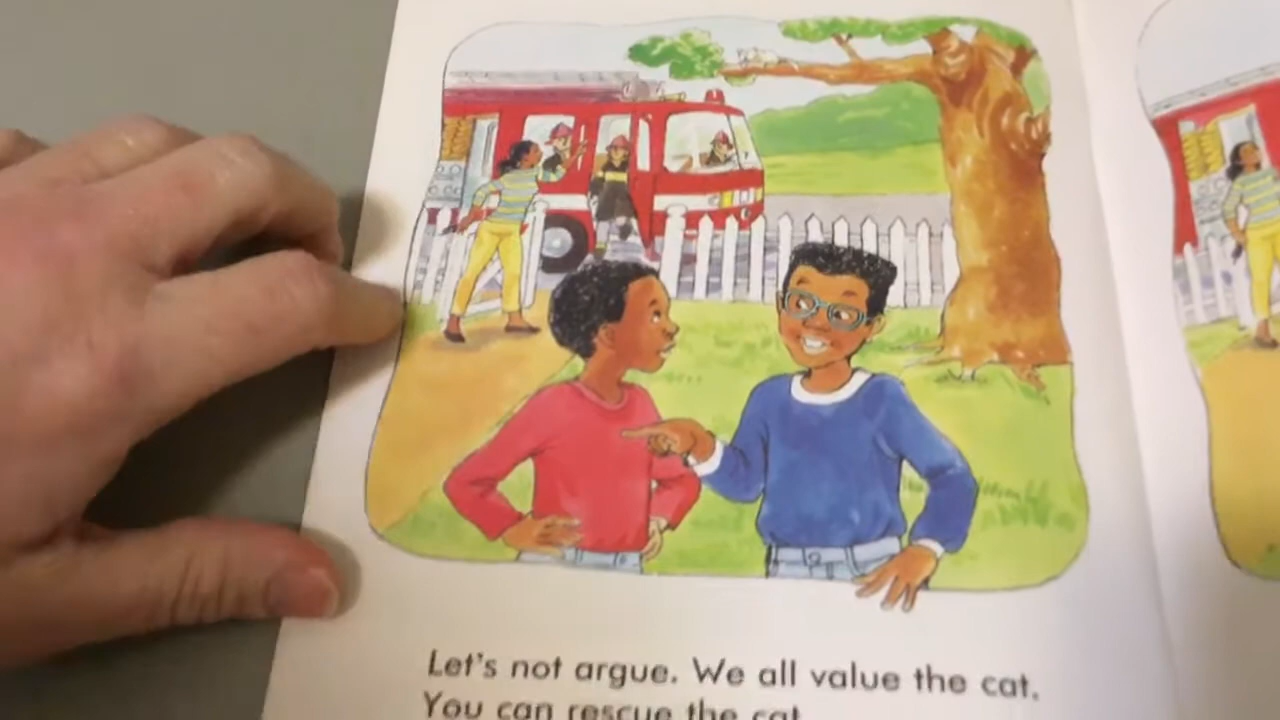 Let's not argue. We all value the cat.
You can rescue the cat.